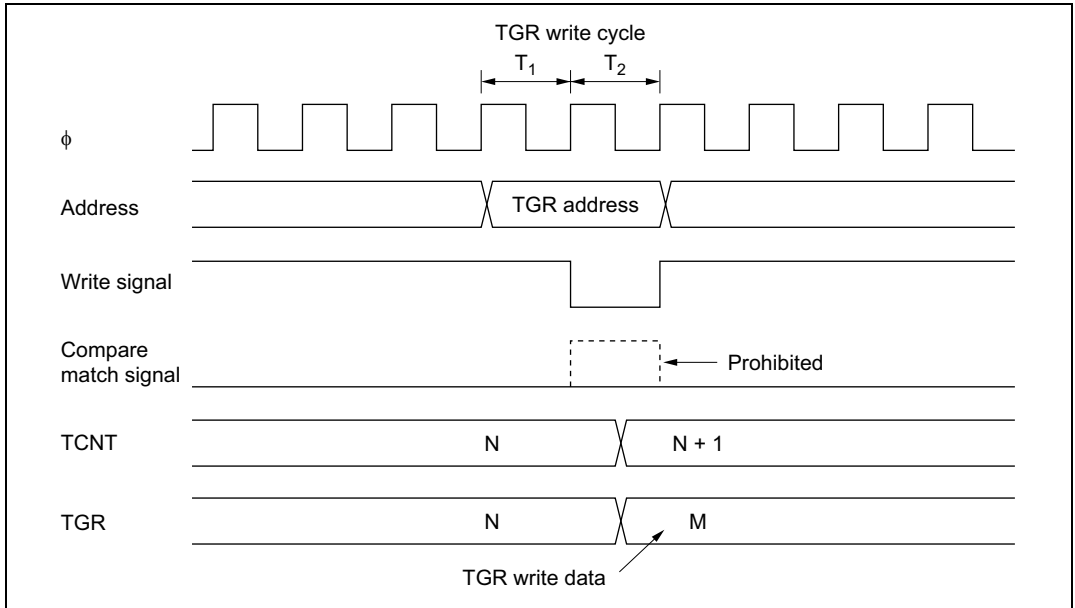 TGR write cycle
T1 T2
ϕ
Address
TGR address
Write signal
Compare
match signal
Prohibited
TCNT
N
N + 1
TGR
N
M
TGR write data